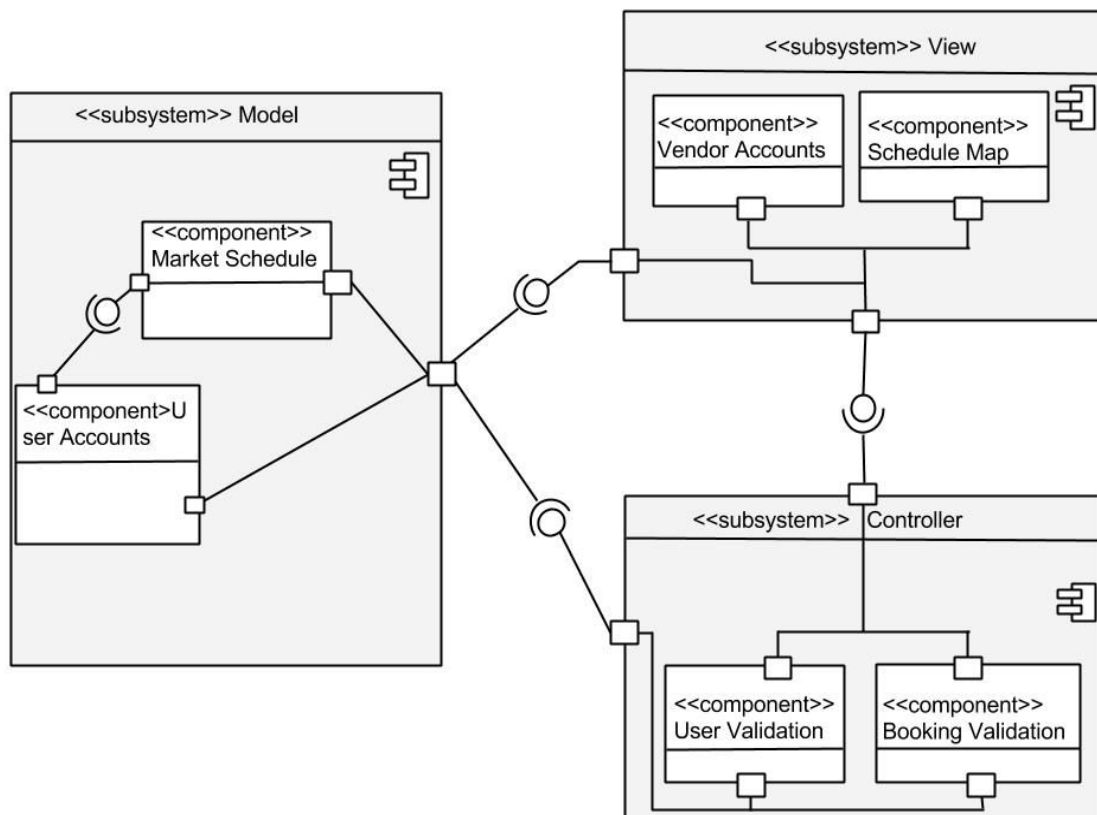 <<subsystem>> View
<<component>>
Vendor Accounts
<<component>>
Schedule Map
<<subsystem>> Model
<<component>>
Market Schedule
<<component>U
ser Accounts
<<subsystem>> Controller
<<component>>
User Validation
<<component>>
Booking Validation